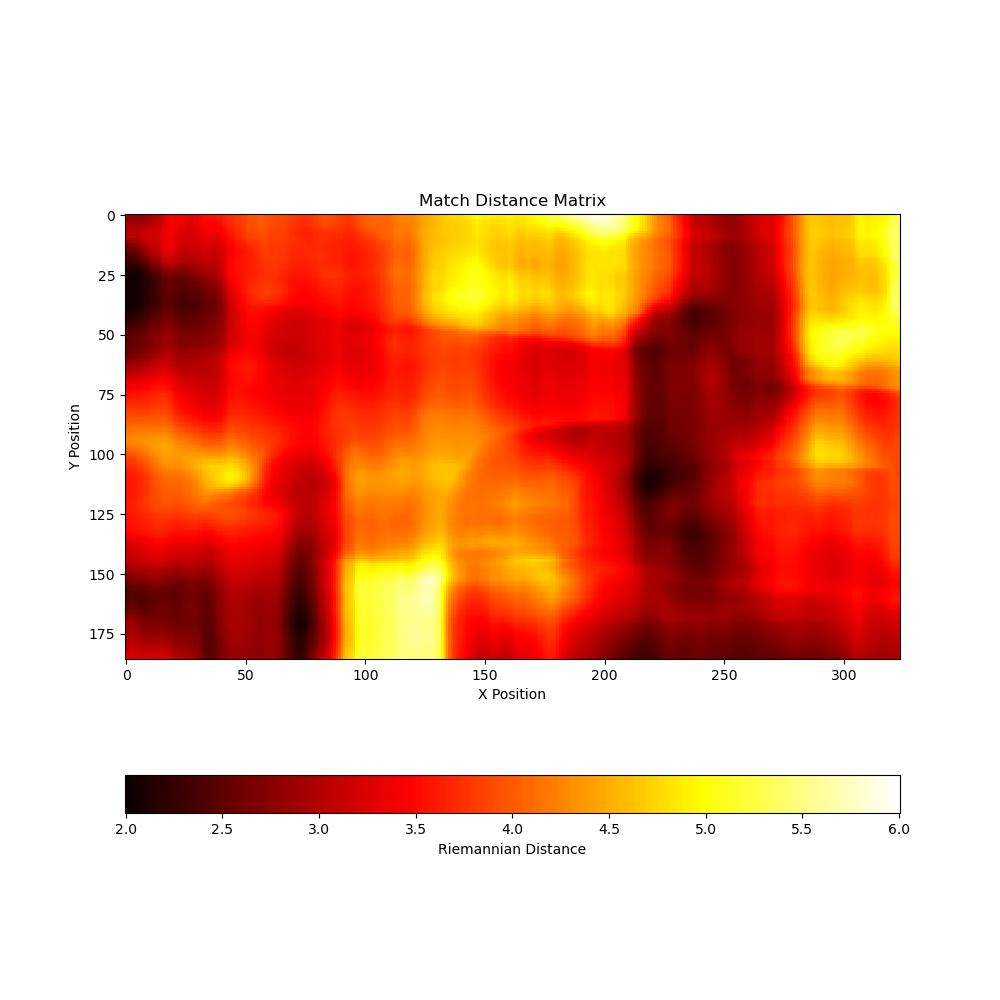 Match Distance Matrix
0
25
50
75
100
125
150
175
Y Position
0 50 100 150 200 250 300
X Position
2.0 2.5 3.0 3.5 4.0 4.5 5.0 5.5 6.0
Riemannian Distance